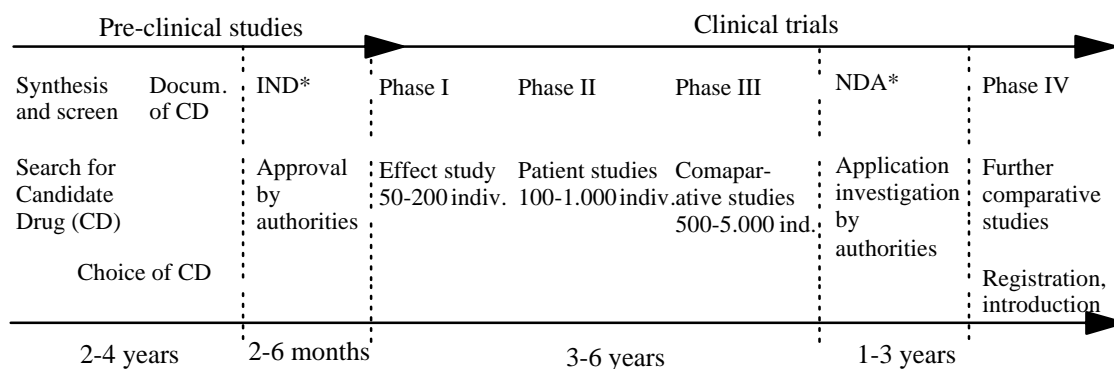 Pre-clinical studies
Clinical trials
Synthesis and screen
Docum. of CD
IND*
Phase I
Phase II
Phase III
NDA*
Phase IV
Search for
Candidate
Drug (CD)
Choice of CD
Approval
by
authorities
Effect study
50-200 indiv.
Patient studies
100-1.000 indiv.
Comapar-
ative studies
500-5.000 ind.
Application
investigation
by
authorities
Further
comparative
studies
Registration,
introduction
2-4 years
2-6 months
3-6 years
1-3 years